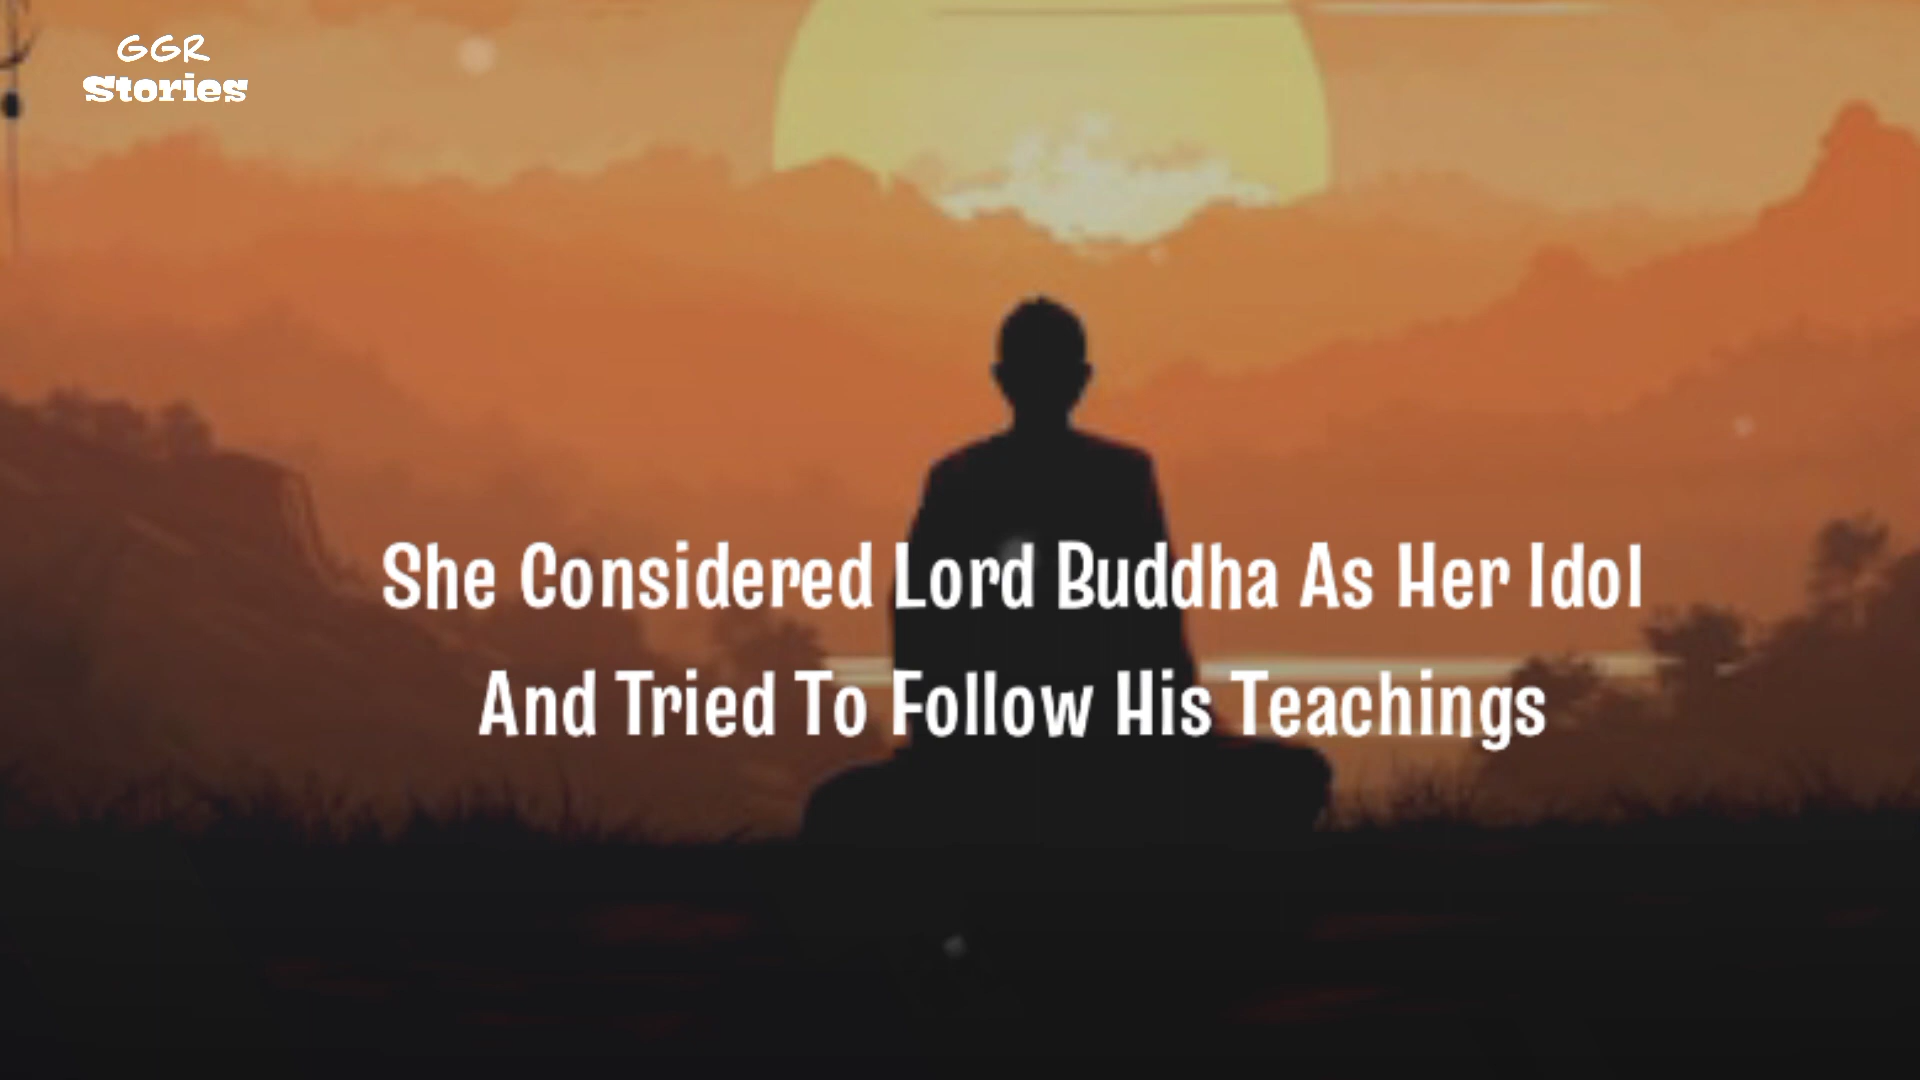 GGR
Stories
She Considered Lord Buddha As Her Idol
And Tried To Follow His Teachings